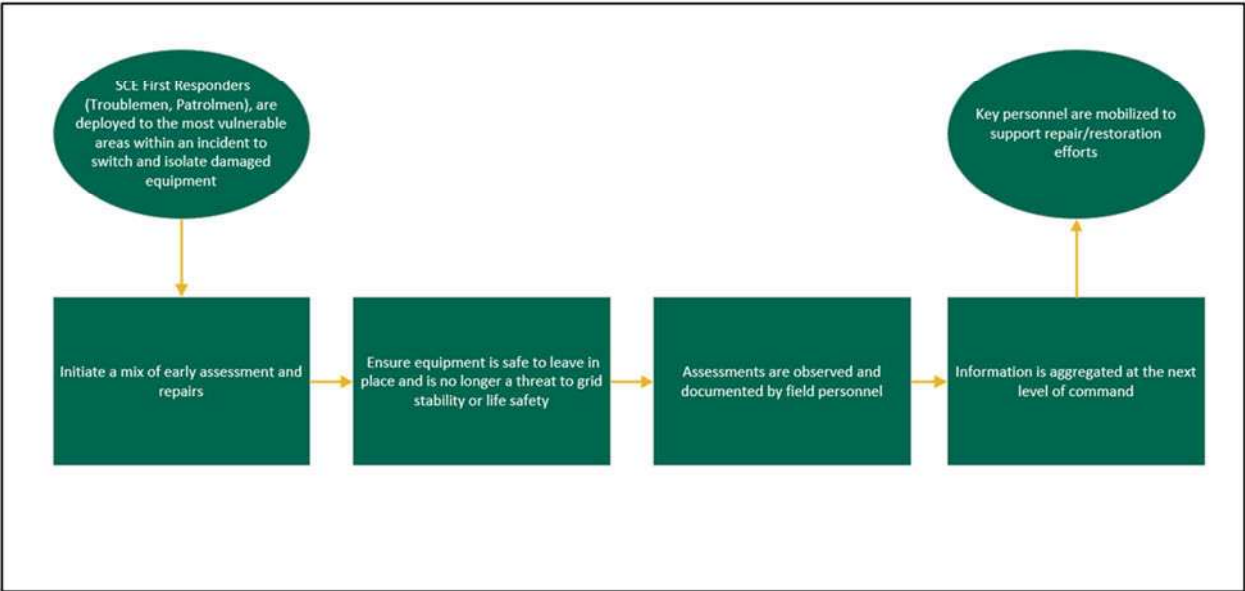 SCE First Responders
(Troublemen, Patrolmen), are
deployed to the most vulnerable
areas within an incident to
switch and isolate damaged
equipment
Key personnel are mobilized to
support repair/restoration
efforts
Initiate a mix of early assessment and
repairs
Ensure equipment is safe to leave in
place and is no longer a threat to grid
stability or life safety
Assessments are observed and
documented by field personnel
Information is aggregated at the next
level of command